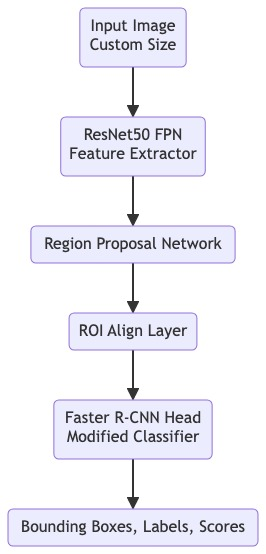 Input Image
Custom Size
ResNet50 FPN
Feature Extractor
Region Proposal Network
ROI Align Layer
Faster R-CNN Head
Modified Classifier
Bounding Boxes, Labels, Scores